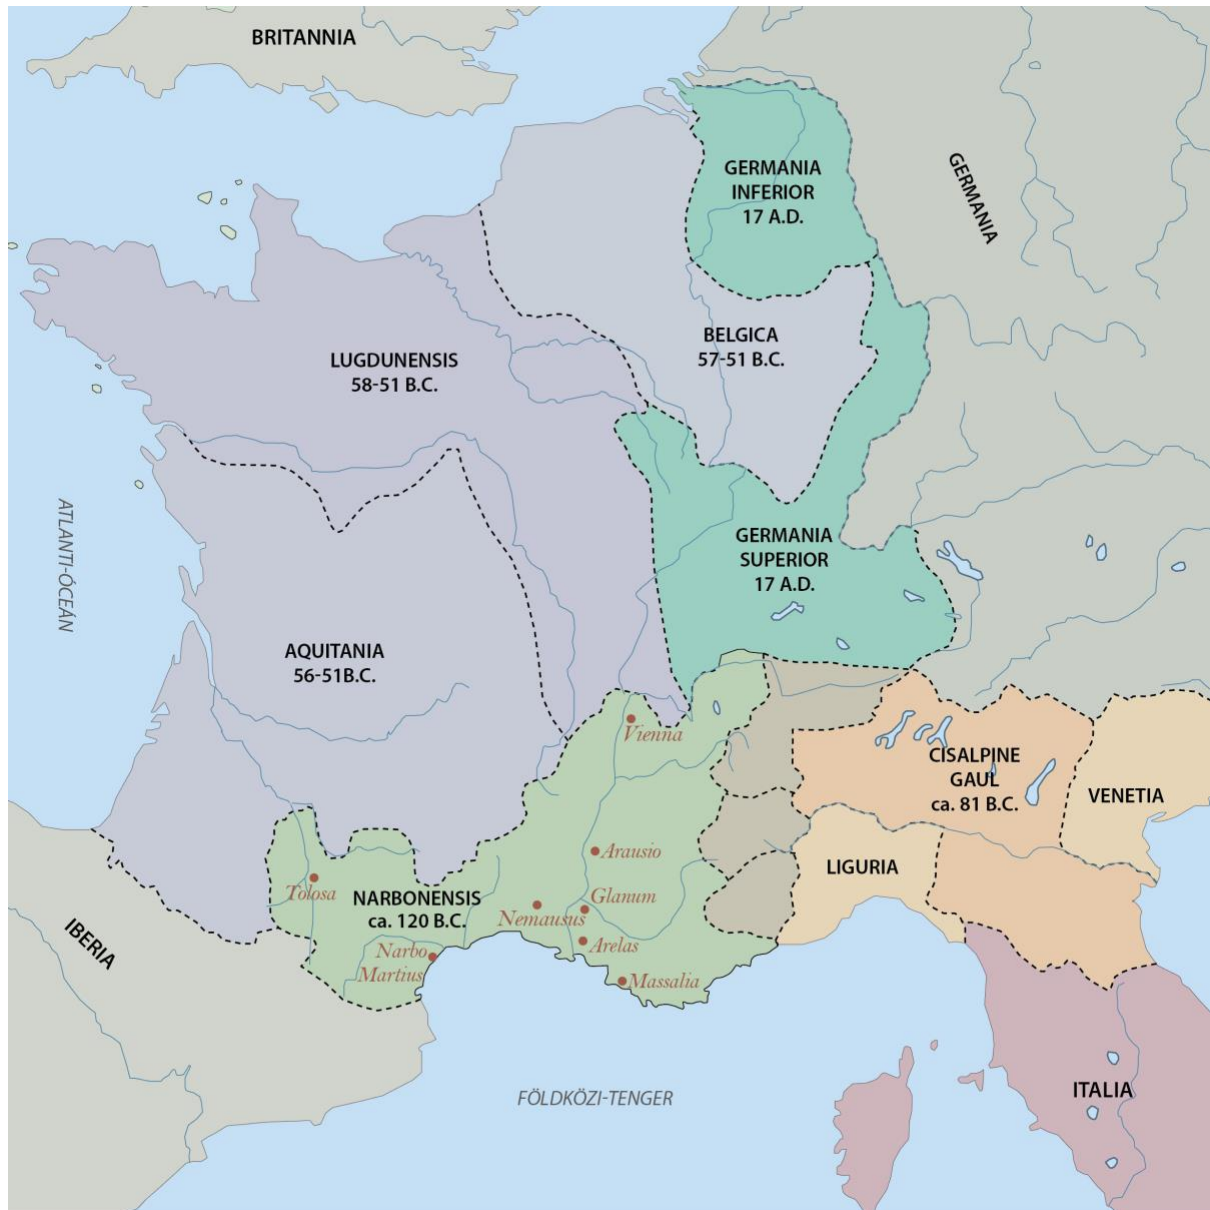 BRITANNIA
GERMANIA
INFERIOR
17 A.D.
GERMANIA
BELGICA
57-51 B.C.
LUGDUNENSIS
58-51 B.C.
ATLANTI-ÓCEÁN
GERMANIA
SUPERIOR
17 A.D.
AQUITANIA
56-51B.C.
Vienna
CISALPINE
GAUL
ca. 81 B.C.
VENETIA
Arausio
LIGURIA
Tolosa
NARBONENSIS
ca. 120 B.C.
Nemausus
Glanum
IBERIA
Narbo
Martius
Arelas
Massalia
FÖLDKÖZI-TENGER
ITALIA